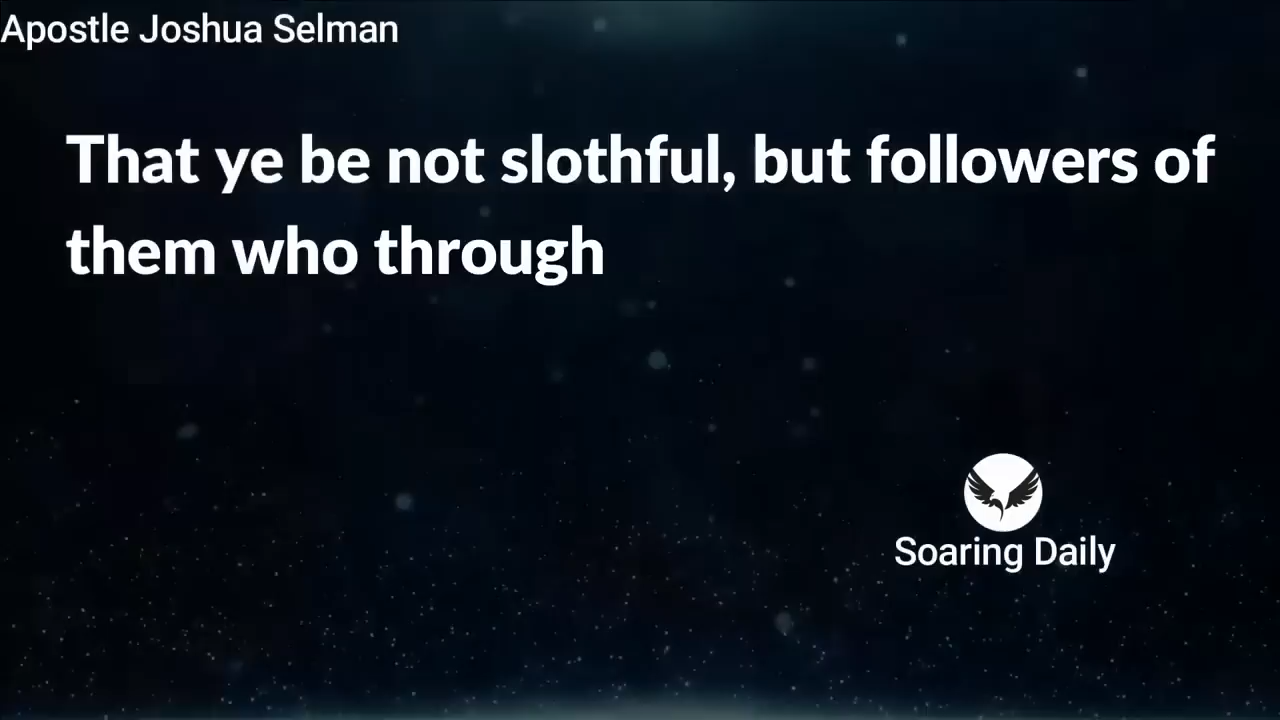 Apostle Joshua Selman
That ye be not slothful, but followers of
them who through
Soaring Daily